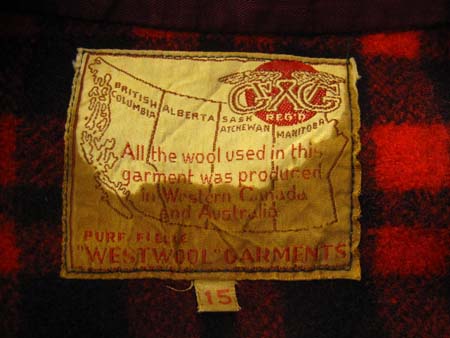 GWG
REG'D
BRITISH
COLUMBIA
ALBERTA
SASK
ATCHEWAN
MANITOBA
All the wool used in this
garment was produced
in Western Canada
and Australia
PURE
"WESTWOOL" GARMENTS
15